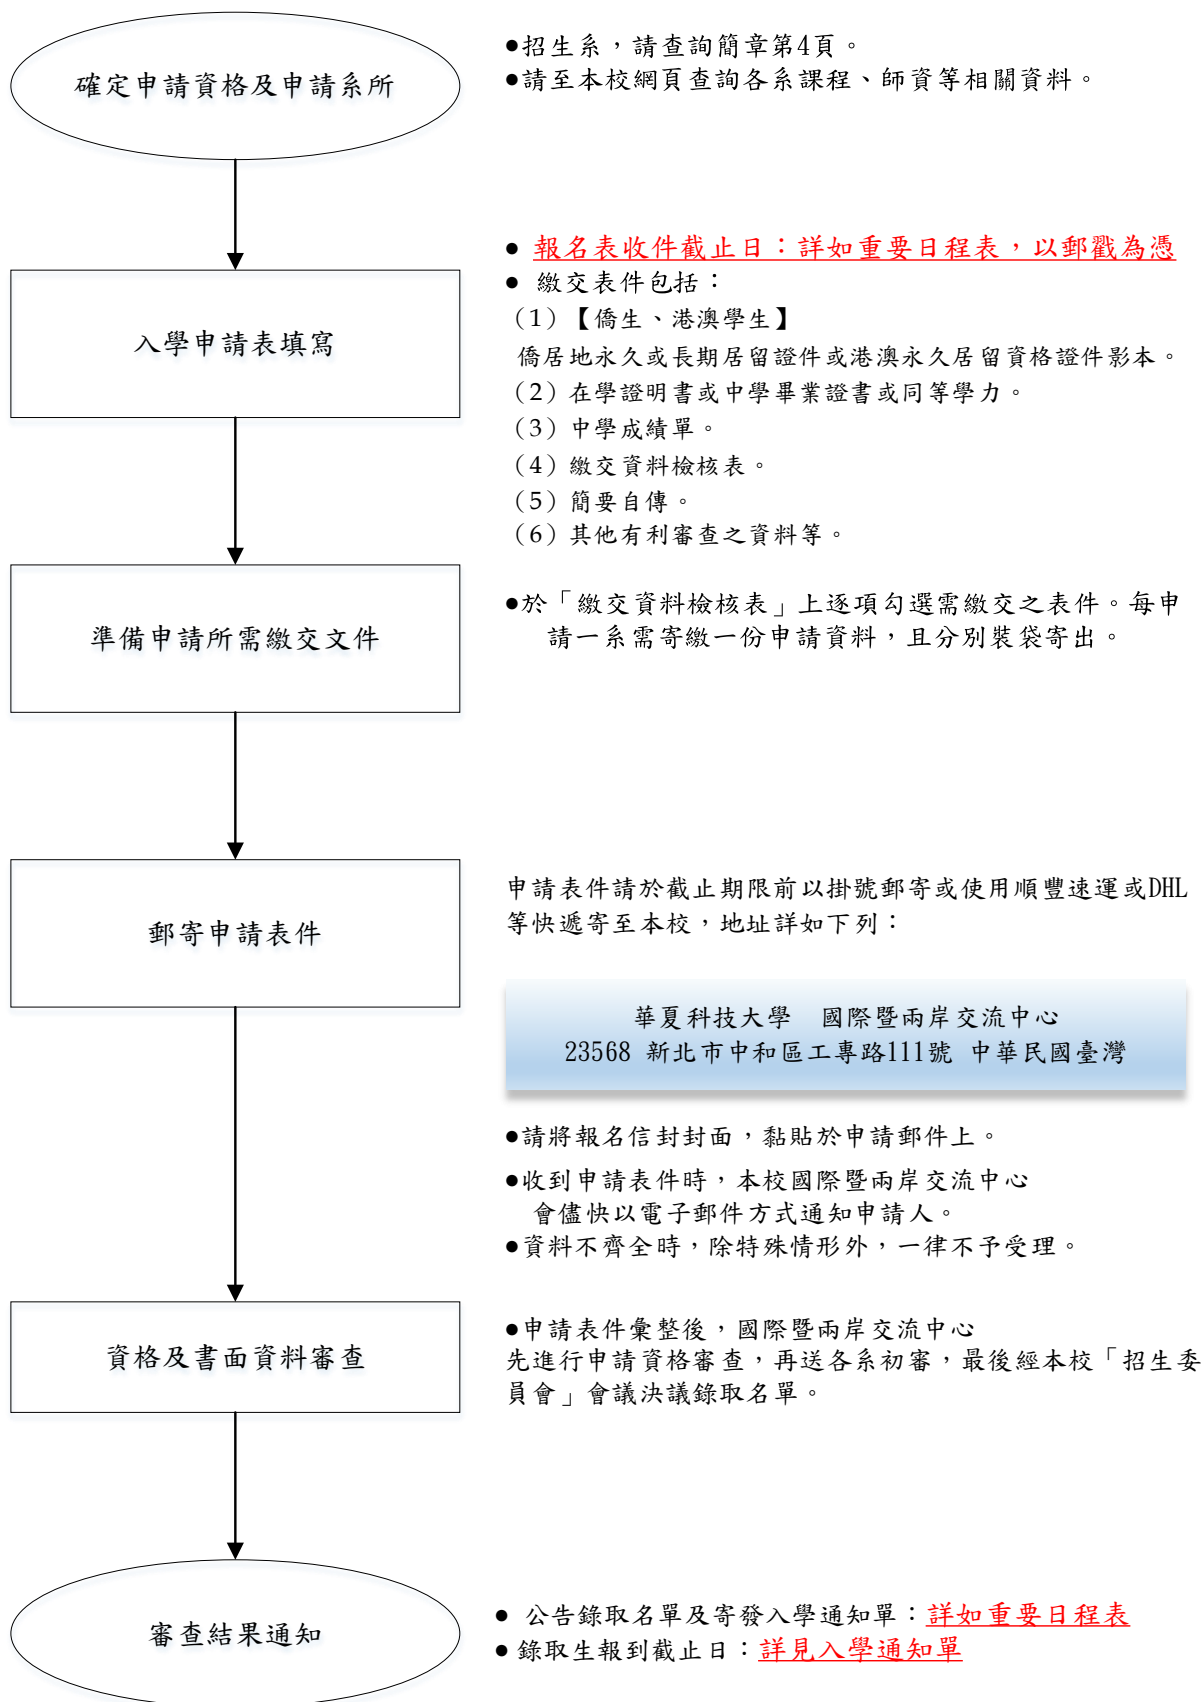 確定申請資格及申請系所
●招生系，請查詢簡章第4頁。
●請至本校網頁查詢各系課程、師資等相關資料。
入學申請表填寫
● 報名表收件截止日：詳如重要日程表，以郵戳為憑
● 繳交表件包括：
（1）【僑生、港澳學生】
僑居地永久或長期居留證件或港澳永久居留資格證件影本。
（2）在學證明書或中學畢業證書或同等學力。
（3）中學成績單。
（4）繳交資料檢核表。
（5）簡要自傳。
（6）其他有利審查之資料等。
準備申請所需繳交文件
●於「繳交資料檢核表」上逐項勾選需繳交之表件。每申
請一系需寄繳一份申請資料，且分別裝袋寄出。
郵寄申請表件
申請表件請於截止期限前以掛號郵寄或使用順豐速運或DHL
等快遞寄至本校，地址詳如下列：
華夏科技大學　國際暨兩岸交流中心
23568 新北市中和區工專路111號 中華民國臺灣
●請將報名信封封面，黏貼於申請郵件上。
●收到申請表件時，本校國際暨兩岸交流中心
會儘快以電子郵件方式通知申請人。
●資料不齊全時，除特殊情形外，一律不予受理。
資格及書面資料審查
●申請表件彙整後，國際暨兩岸交流中心
先進行申請資格審查，再送各系初審，最後經本校「招生委
員會」會議決議錄取名單。
審查結果通知
● 公告錄取名單及寄發入學通知單：詳如重要日程表
● 錄取生報到截止日：詳見入學通知單